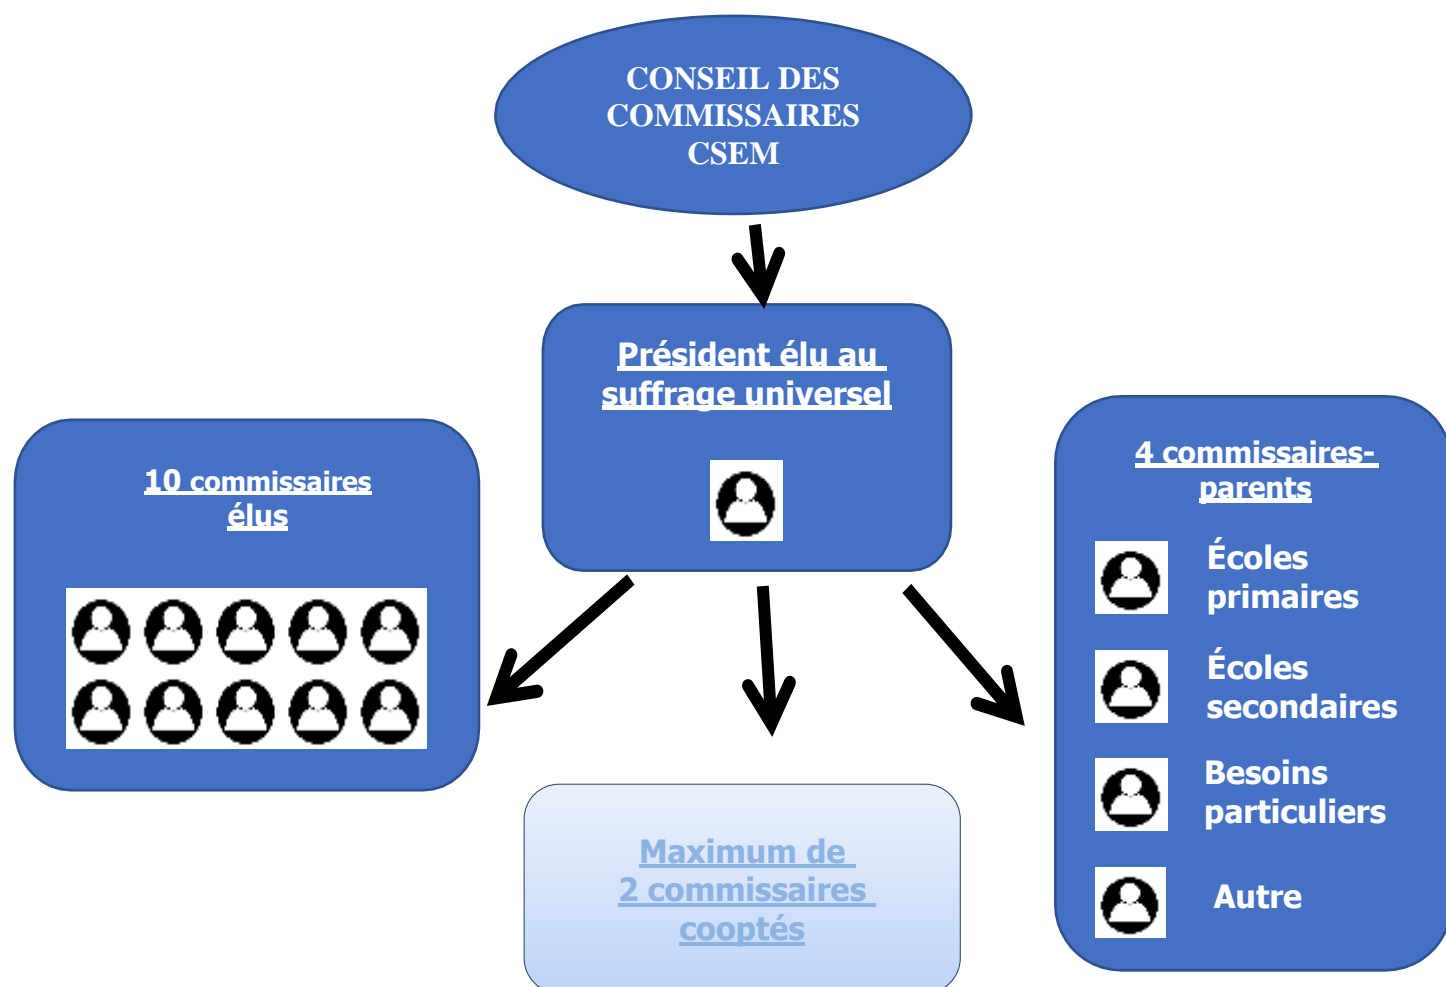 CONSEIL DES
COMMISSAIRES
CSEM
Président élu au
suffrage universel
10 commissaires
élus
4 commissaires-
parents
Écoles
primaires
Écoles
secondaires
Besoins
particuliers
Autre
Maximum de
2 commissaires
cooptés